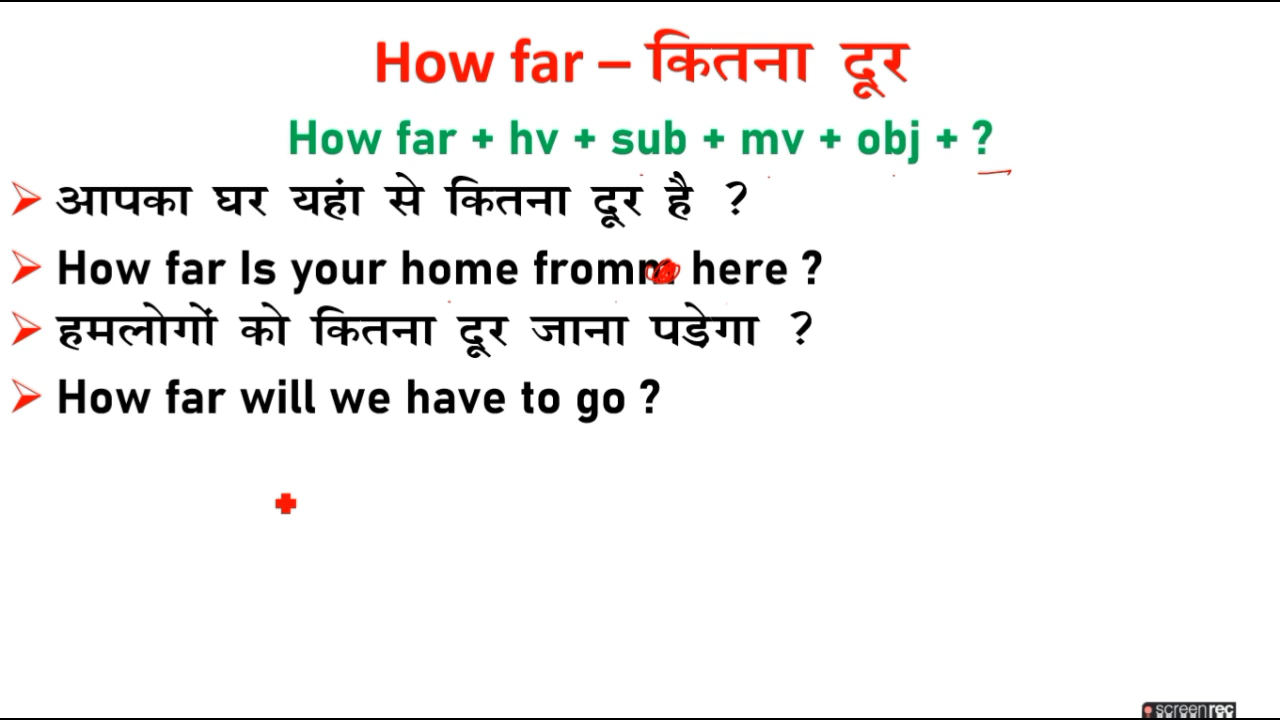 How far – कितना दूर
How far + hv + sub + mv + obj + ?
आपका घर यहां से कितना दूर है ?
How far Is your home fromm here ?
हमलोगों को कितना दूर जाना पडेगा ?
How far will we have to go ?
screenrec